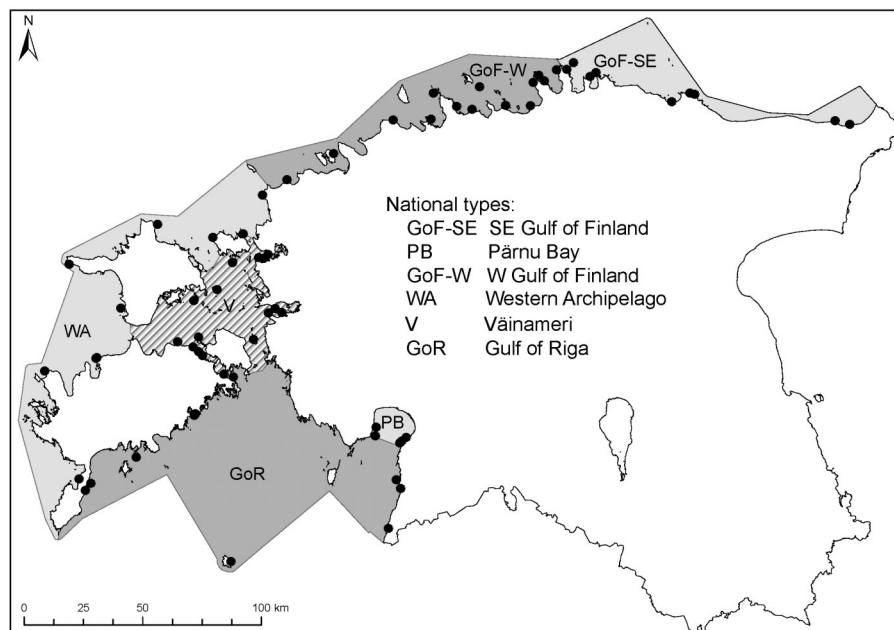 N
GoF-W
GoF-SE
National types:
GoF-SE SE Gulf of Finland
PB Pärnu Bay
GoF-W W Gulf of Finland
WA Western Archipelago
V Väinameri
GoR Gulf of Riga
V
WA
PB
GoR
0 25 50 100 km